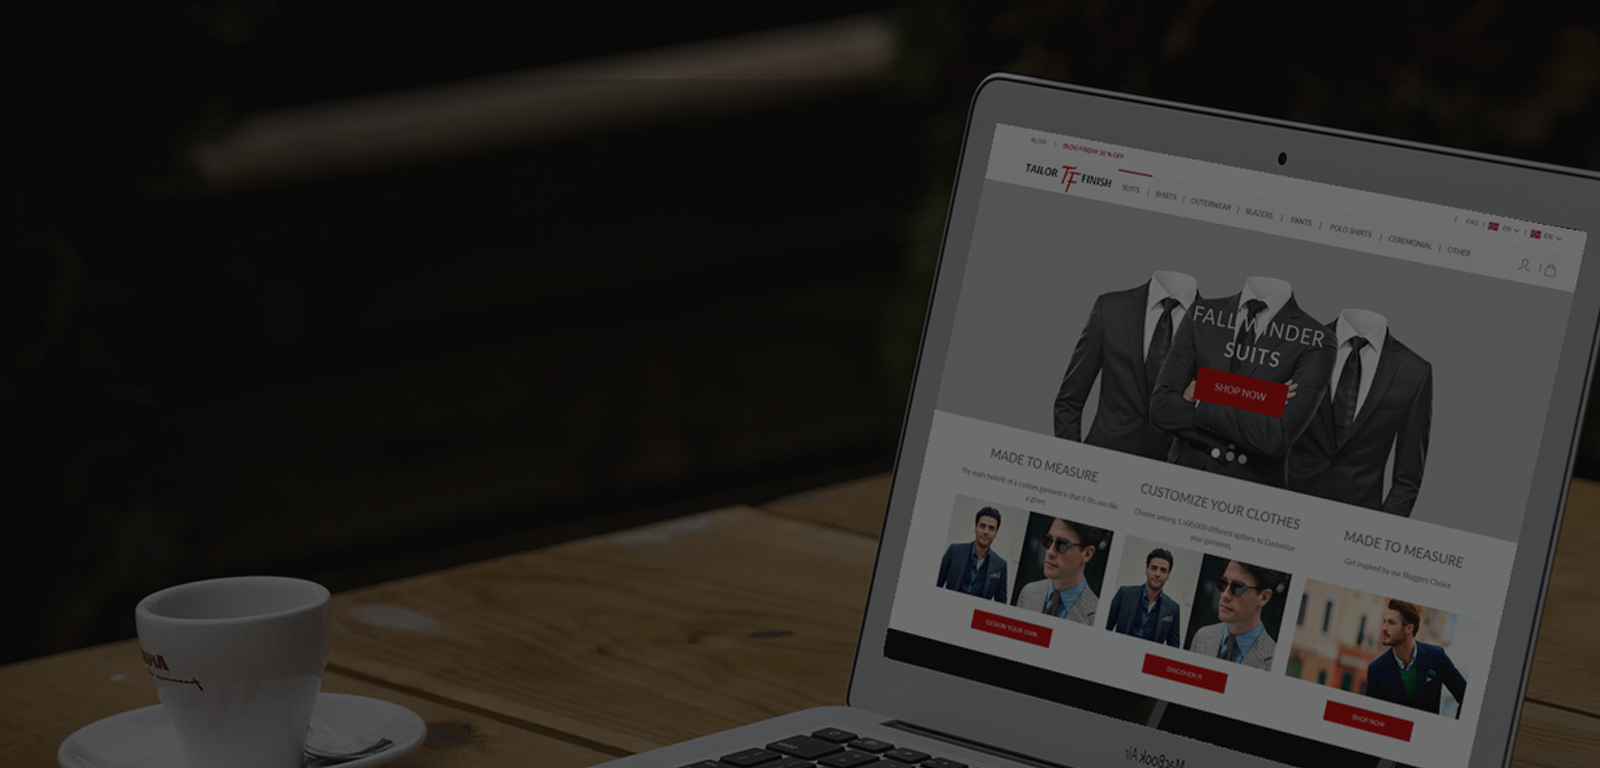 BLOG | BLOG FRIDAY 30 % OFF
| FAQ | EN | EN
TAILOR TF FINISH
SUITS | SHIRTS | OUTERWEAR | BLAZERS | PANTS | POLO SHIRTS | CEREMONIAL | OTHER
FALL WINDER
SUITS
SHOP NOW
MADE TO MEASURE
The main benefit of a custom garment is that it fits you like
a glove.
DESIGN YOUR OWN
CUSTOMIZE YOUR CLOTHES
Choose among 1.500.000 different options to Customize
your garments.
DISCOVER IT
MADE TO MEASURE
Get Inspired by our Bloggers Choice
SHOP NOW
MacBook Air